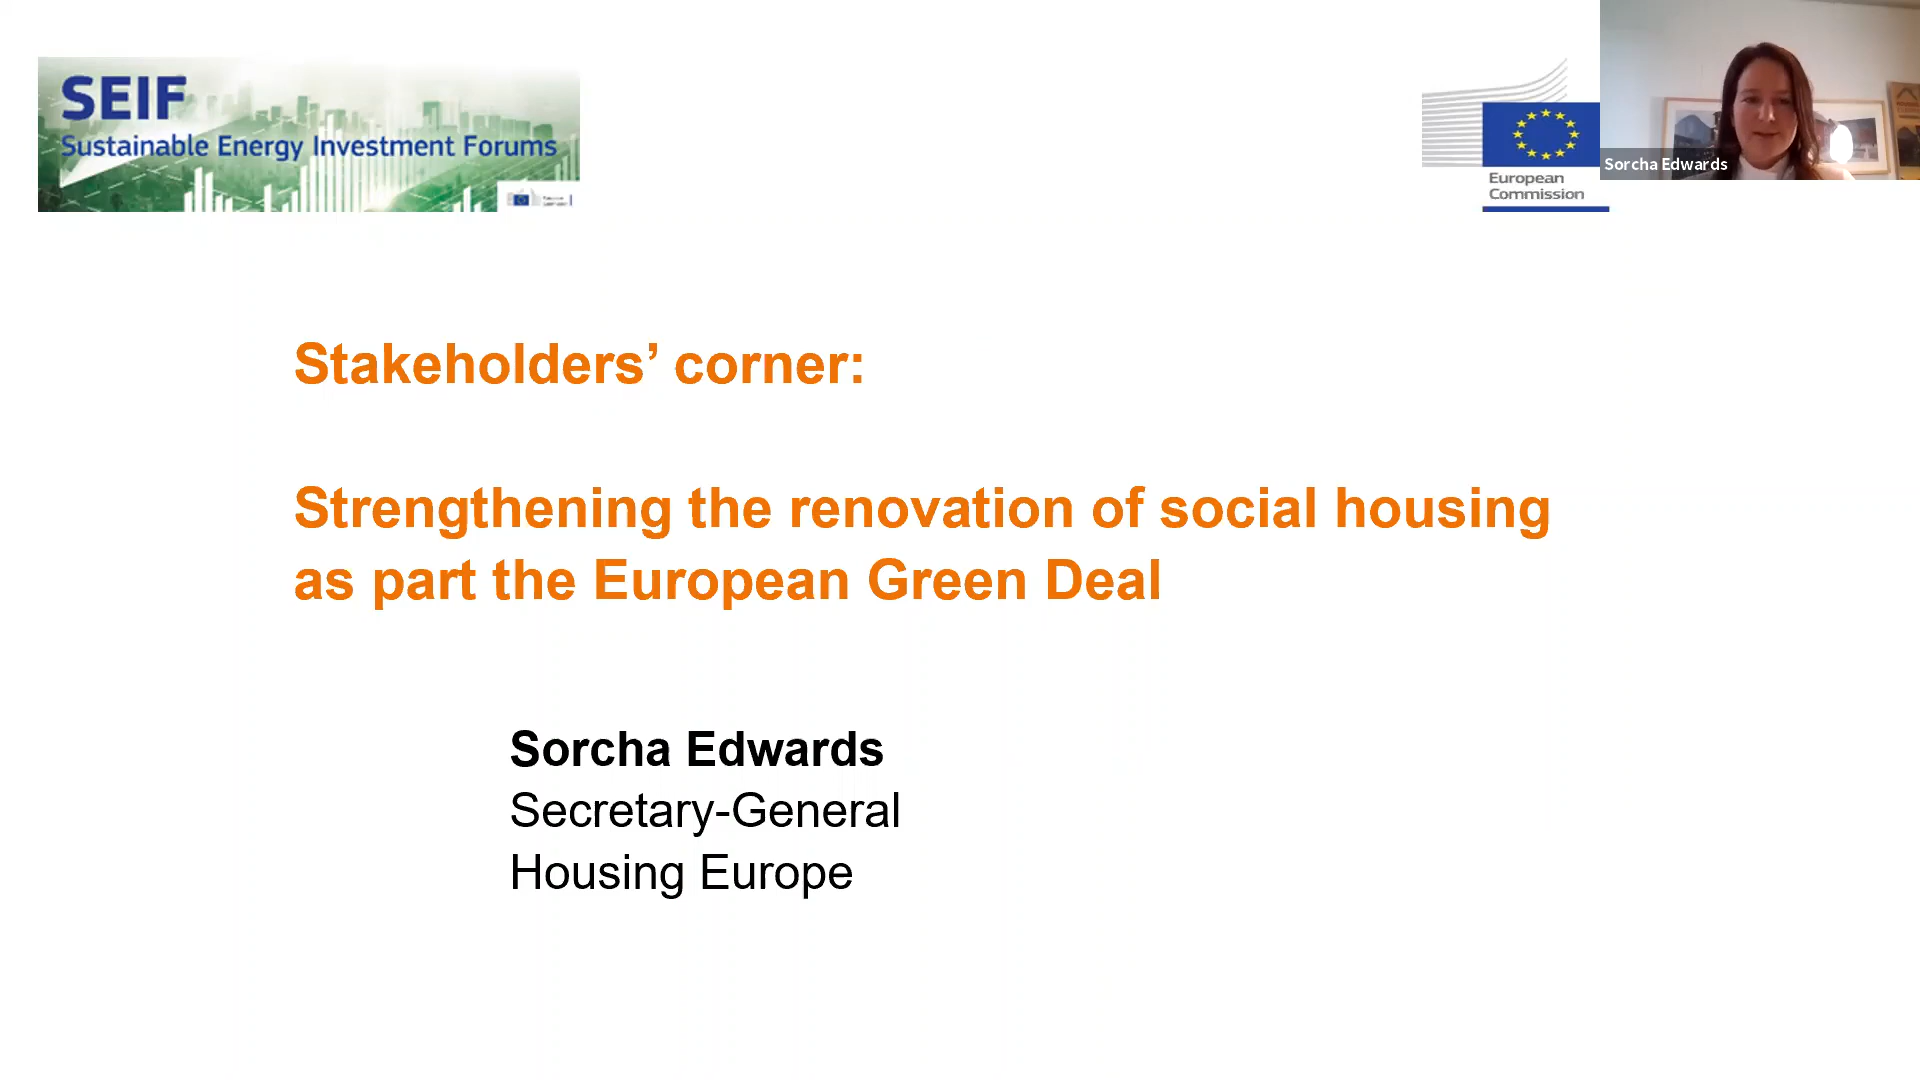 SEIF
Sustainable Energy Investment Forums
European
Commission
Sorcha Edwards
Stakeholders’ corner:
Strengthening the renovation of social housing
as part the European Green Deal
Sorcha Edwards
Secretary-General
Housing Europe